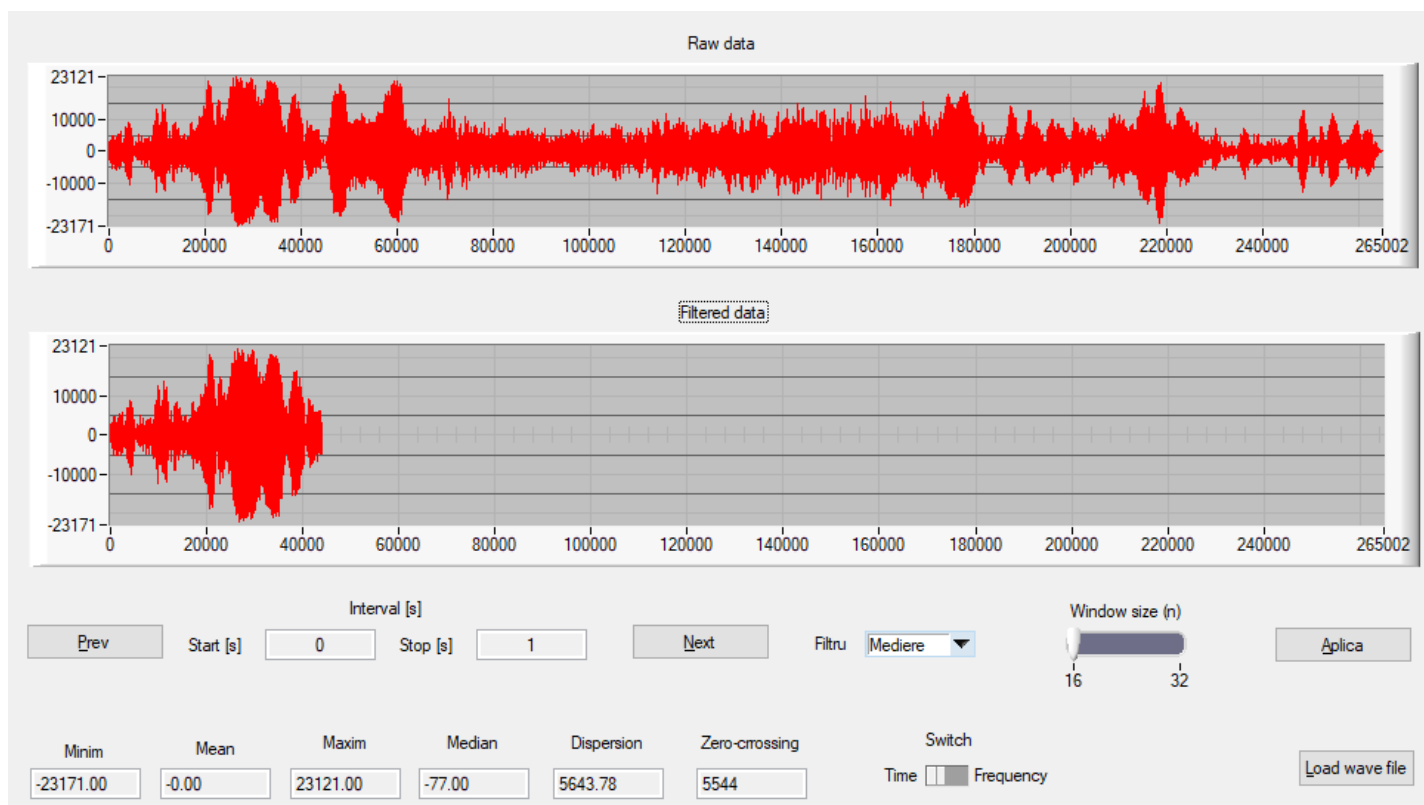 Raw data
23121
10000
0
-10000
-23171
0 20000 40000 60000 80000 100000 120000 140000 160000 180000 200000 220000 240000 265002
Filtered data
23121
10000
0
-10000
-23171
0 20000 40000 60000 80000 100000 120000 140000 160000 180000 200000 220000 240000 265002
Interval [s]
Window size (n)
Prev Start [s] 0 Stop [s] 1 Next Filtru Mediere Aplica
16 32
Minim Mean Maxim Median Dispersion Zero-crrossing Switch
-23171.00 -0.00 23121.00 -77.00 5643.78 5544 Time Frequency Load wave file